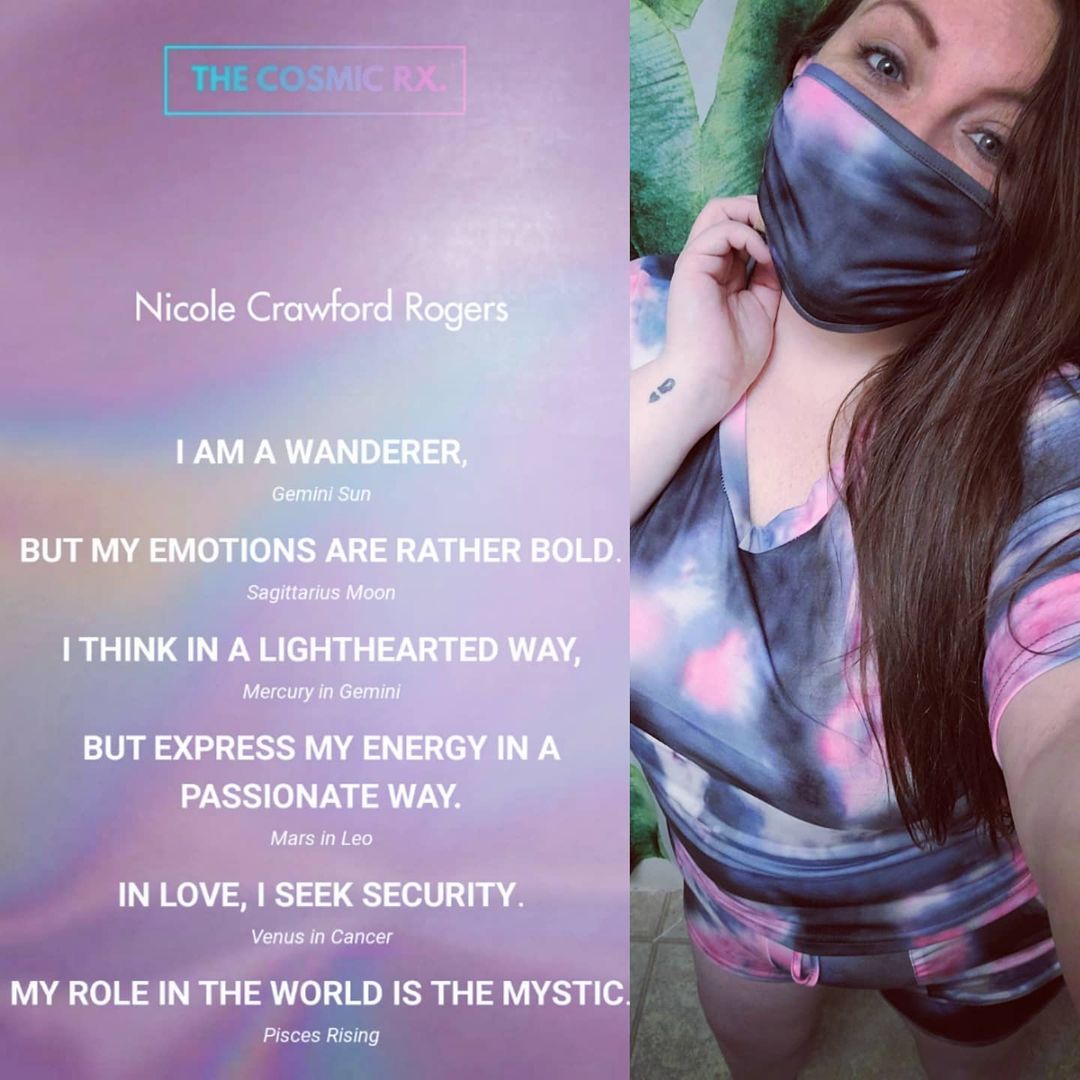 THE COSMIC RX.
Nicole Crawford Rogers
I AM A WANDERER,
Gemini Sun
BUT MY EMOTIONS ARE RATHER BOLD.
Sagittarius Moon
I THINK IN A LIGHTHEARTED WAY,
Mercury in Gemini
BUT EXPRESS MY ENERGY IN A
PASSIONATE WAY.
Mars in Leo
IN LOVE, I SEEK SECURITY.
Venus in Cancer
MY ROLE IN THE WORLD IS THE MYSTIC.
Pisces Rising